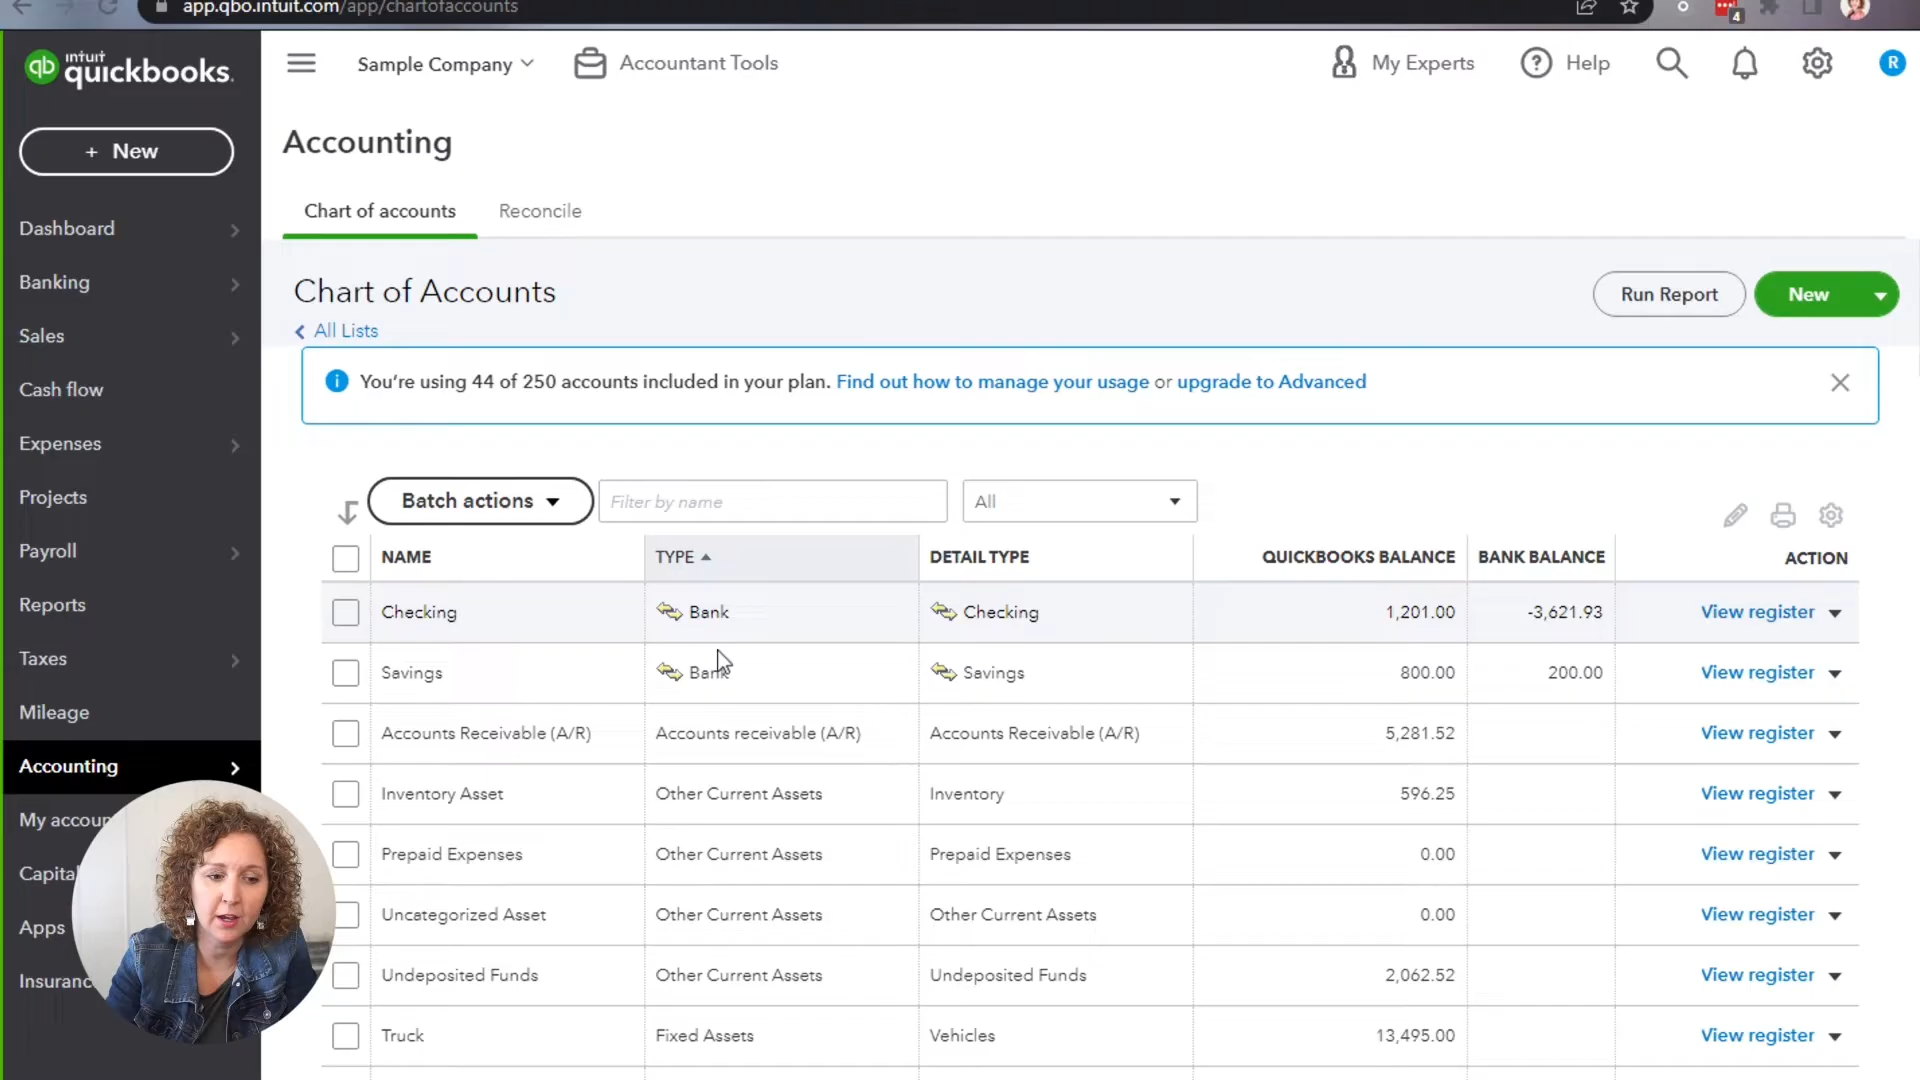 app.qbo.intuit.com/app/chartofaccounts
4
intuit
qb quickbooks.
Sample Company
Accountant Tools
My Experts
? Help
R
+ New
Accounting
Chart of accounts
Reconcile
Dashboard
Banking
Sales
Cash flow
Expenses
Projects
Payroll
Reports
Taxes
Mileage
Accounting
My accoun
Capital
Apps
Insuranc
Chart of Accounts
All Lists
Run Report
New
i You're using 44 of 250 accounts included in your plan. Find out how to manage your usage or upgrade to Advanced
Batch actions
Filter by name
All
NAME TYPE DETAIL TYPE QUICKBOOKS BALANCE BANK BALANCE ACTION
Checking Bank Checking 1,201.00 -3,621.93 View register
Savings Bank Savings 800.00 200.00 View register
Accounts Receivable (A/R) Accounts receivable (A/R) Accounts Receivable (A/R) 5,281.52 View register
Inventory Asset Other Current Assets Inventory 596.25 View register
Prepaid Expenses Other Current Assets Prepaid Expenses 0.00 View register
Uncategorized Asset Other Current Assets Other Current Assets 0.00 View register
Undeposited Funds Other Current Assets Undeposited Funds 2,062.52 View register
Truck Fixed Assets Vehicles 13,495.00 View register